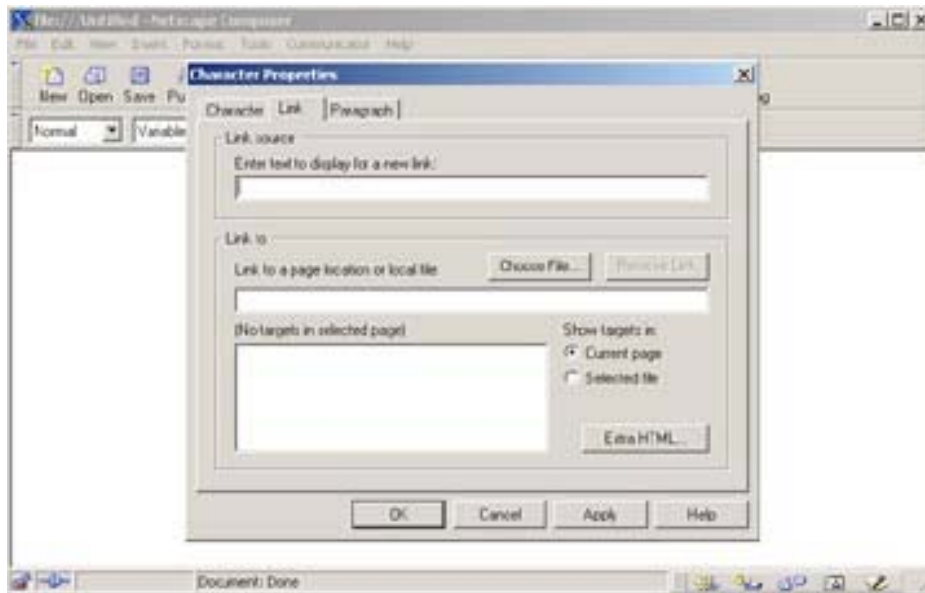 file:///Untitled - Netscape Composer
File Edit View Insert Format Tools Communicator Help
New Open Save Pu
Normal Variable
Character Properties
Character Link Paragraph
Link source
Enter text to display for a new link:
Link to
Link to a page location or local file
Choose File... Remove Link
(No targets in selected page)
Show targets in:
Current page
Selected file
Extra HTML...
OK Cancel Apply Help
Document: Done